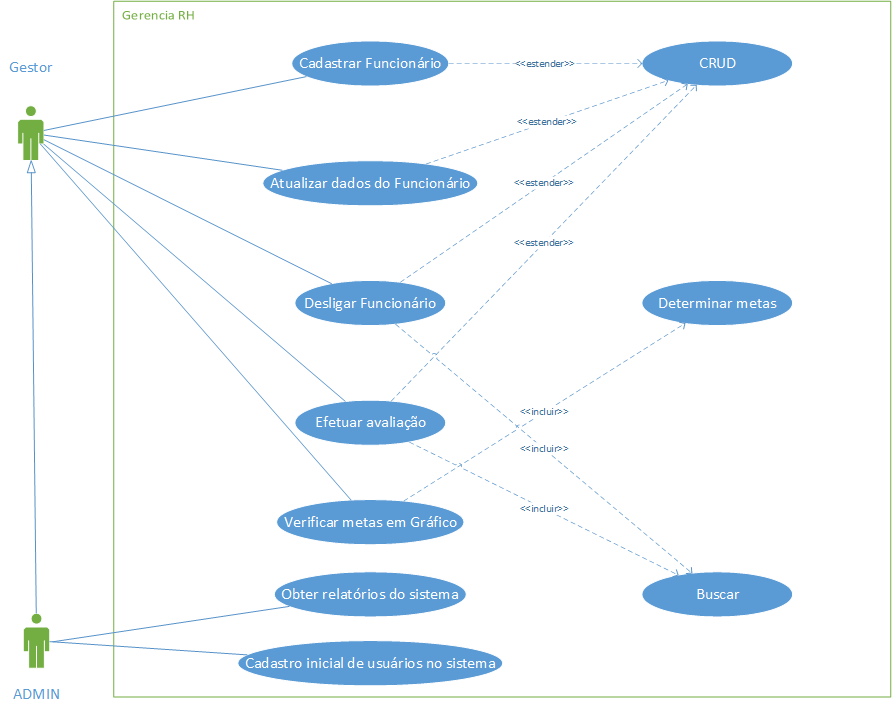 Gerencia RH
Gestor
Cadastrar Funcionário
<<estender>>
CRUD
<<estender>>
Atualizar dados do Funcionário
<<estender>>
<<estender>>
Desligar Funcionário
Determinar metas
<<incluir>>
Efetuar avaliação
<<incluir>>
<<incluir>>
Verificar metas em Gráfico
Obter relatórios do sistema
Buscar
Cadastro inicial de usuários no sistema
ADMIN